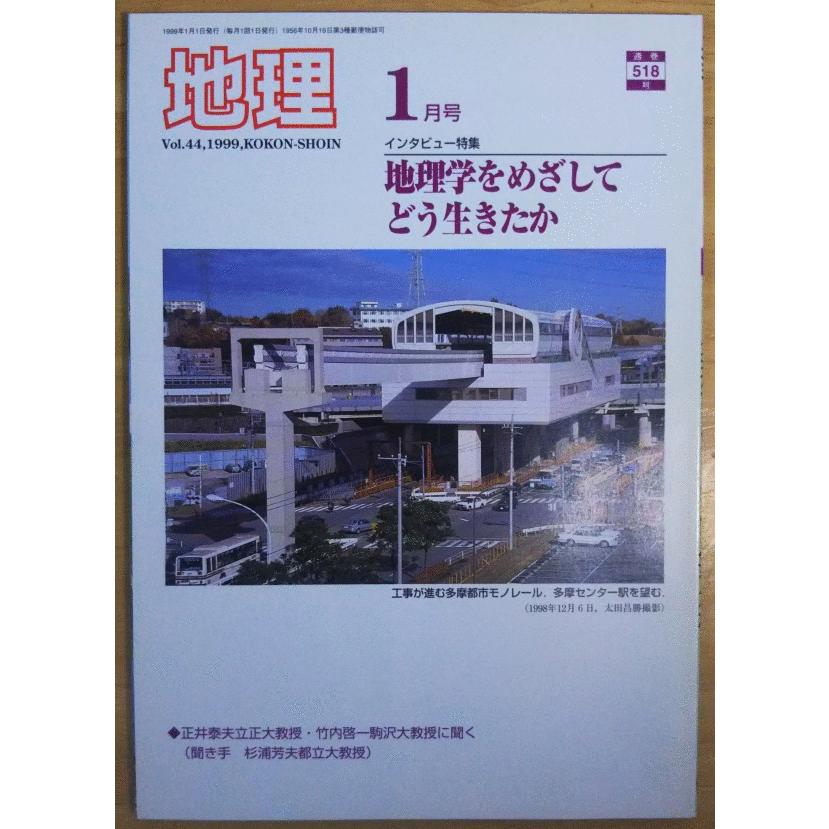 1999年1月1日発行(毎月1回1日発行)1956年10月16日第3種郵便物認可
地理
Vol.44,1999,KOKON-SHOIN
1月号
通巻
518
号
インタビュー特集
地理学をめざして
どう生きたか
工事が進む多摩都市モノレール.多摩センター駅を望む.
(1998年12月6日,太田昌勝撮影)
◆正井泰夫立正大教授・竹内啓一駒沢大教授に聞く
(聞き手 杉浦芳夫都立大教授)